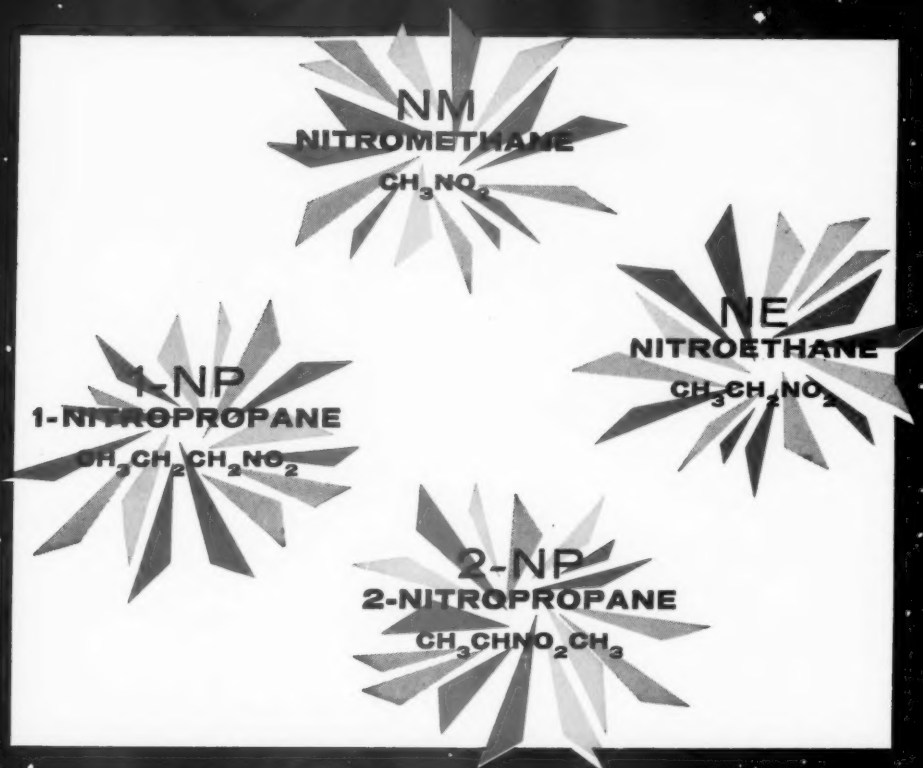 NM
NITROMETHANE
CH₃NO₂
NE
NITROETHANE
CH₃CH₂NO₂
1-NP
1-NITROPROPANE
CH₃CH₂CH₂NO₂
2-NP
2-NITROPROPANE
CH₃CHNO₂CH₃